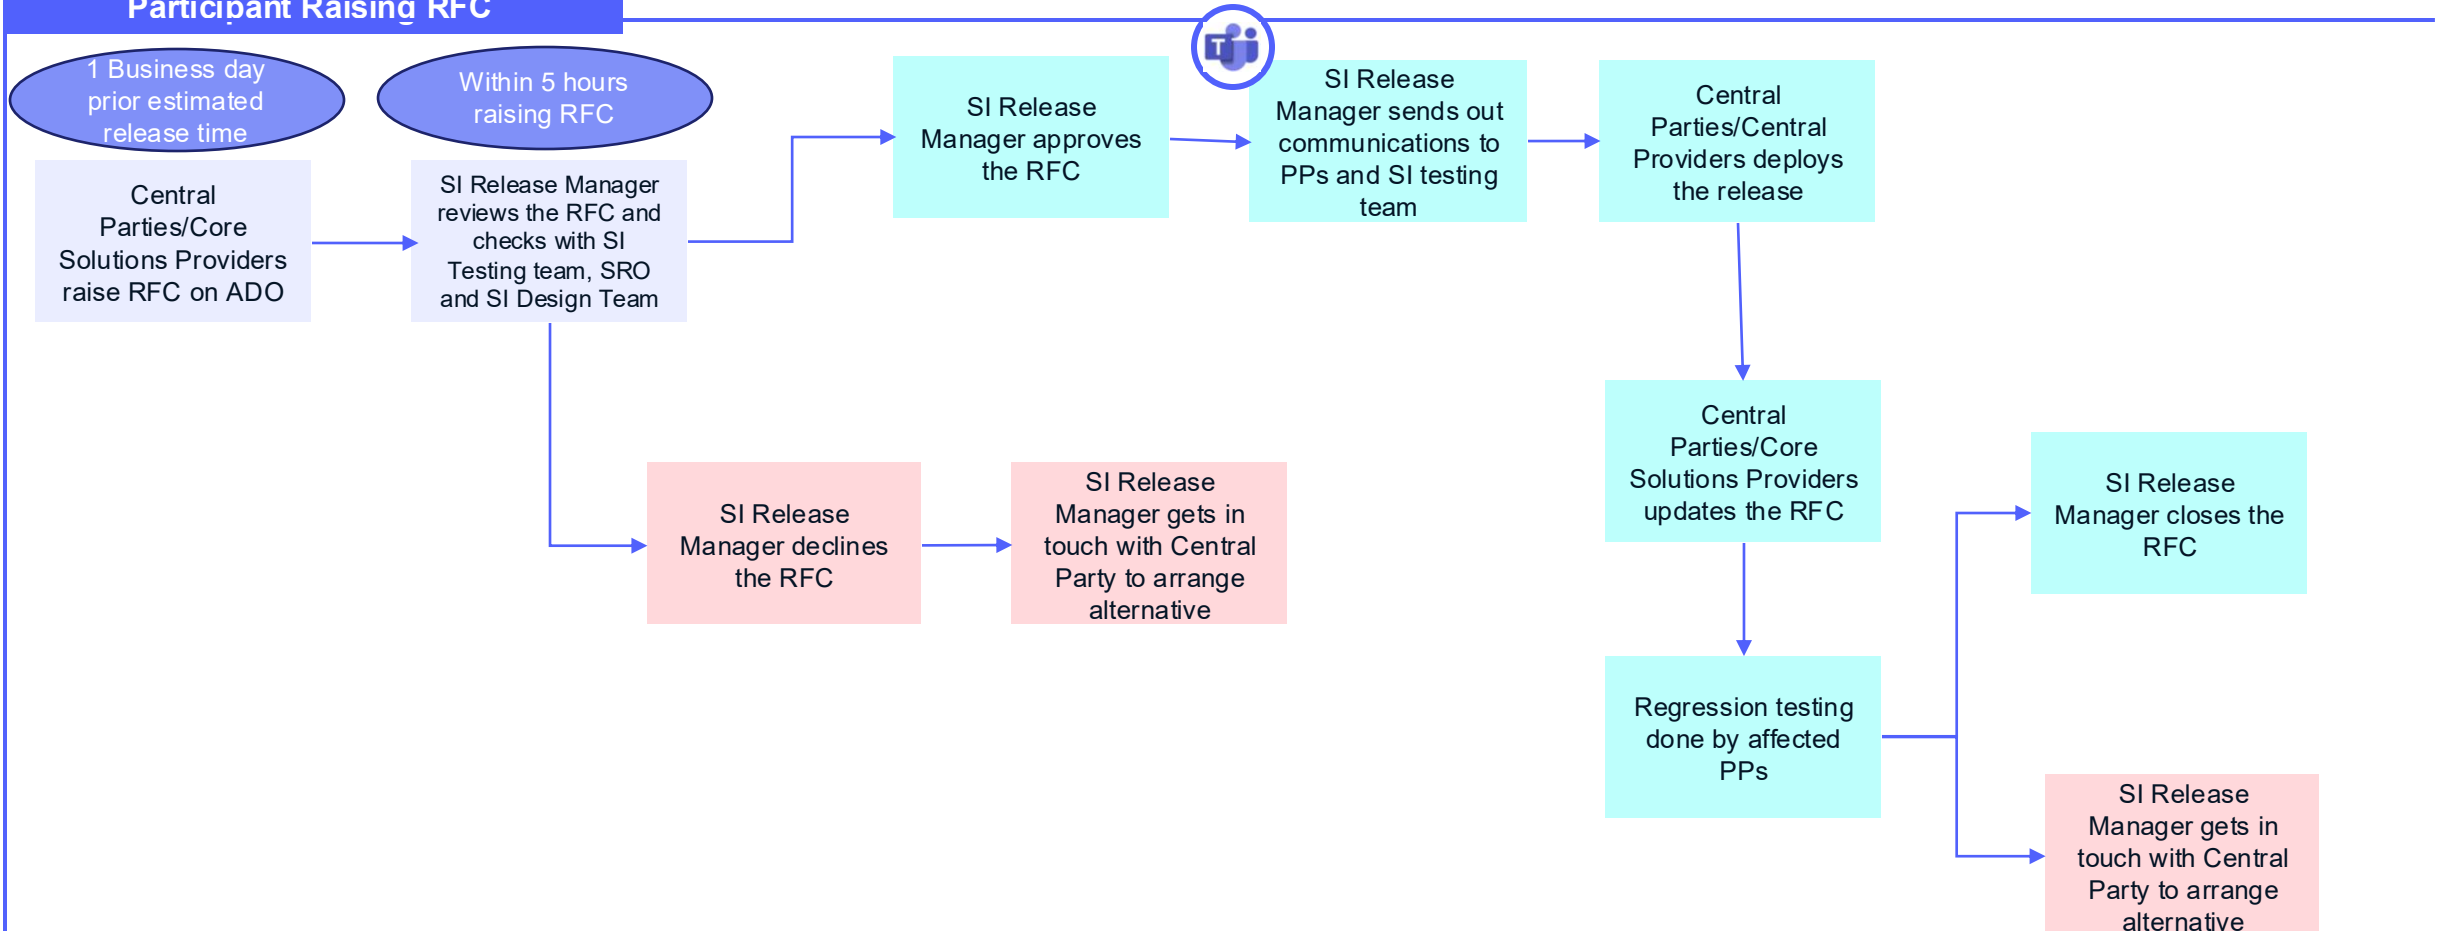 Participant Raising RFC
1 Business day
prior estimated
release time
Within 5 hours
raising RFC
Central
Parties/Core
Solutions Providers
raise RFC on ADO
SI Release Manager
reviews the RFC and
checks with SI
Testing team, SRO
and SI Design Team
SI Release
Manager approves
the RFC
T
SI Release
Manager sends out
communications to
PPs and SI testing
team
Central
Parties/Central
Providers deploys
the release
SI Release
Manager declines
the RFC
SI Release
Manager gets in
touch with Central
Party to arrange
alternative
Central
Parties/Core
Solutions Providers
updates the RFC
Regression testing
done by affected
PPs
SI Release
Manager closes the
RFC
SI Release
Manager gets in
touch with Central
Party to arrange
alternative